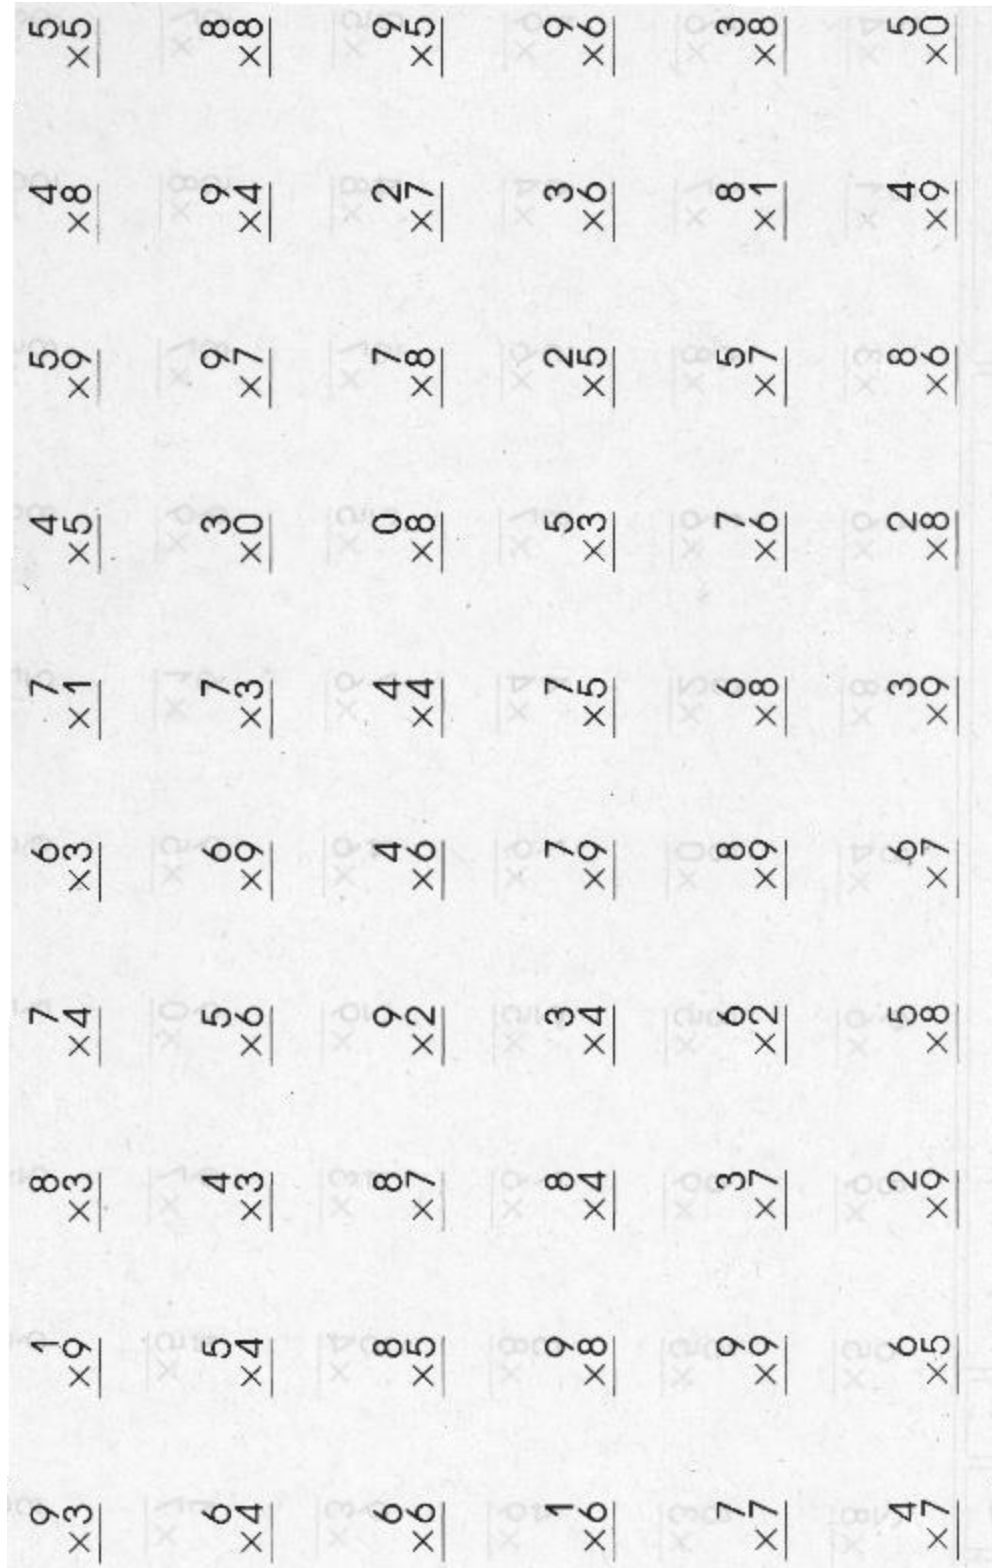 9 1 8 7 6 7 4 5 4 5
×3 ×9 ×3 ×4 ×3 ×1 ×5 ×9 ×8 ×5
6 5 4 5 6 7 3 9 9 8
×4 ×4 ×3 ×6 ×9 ×3 ×0 ×7 ×4 ×8
6 8 8 9 4 4 0 7 2 9
×6 ×5 ×7 ×2 ×6 ×4 ×8 ×8 ×7 ×5
1 9 8 3 7 7 5 2 3 9
×6 ×8 ×4 ×4 ×9 ×5 ×3 ×5 ×6 ×6
7 9 3 6 8 6 7 5 8 3
×7 ×9 ×7 ×2 ×9 ×8 ×6 ×7 ×1 ×8
4 6 2 5 6 3 2 8 4 5
×7 ×5 ×9 ×8 ×7 ×9 ×8 ×6 ×9 ×0